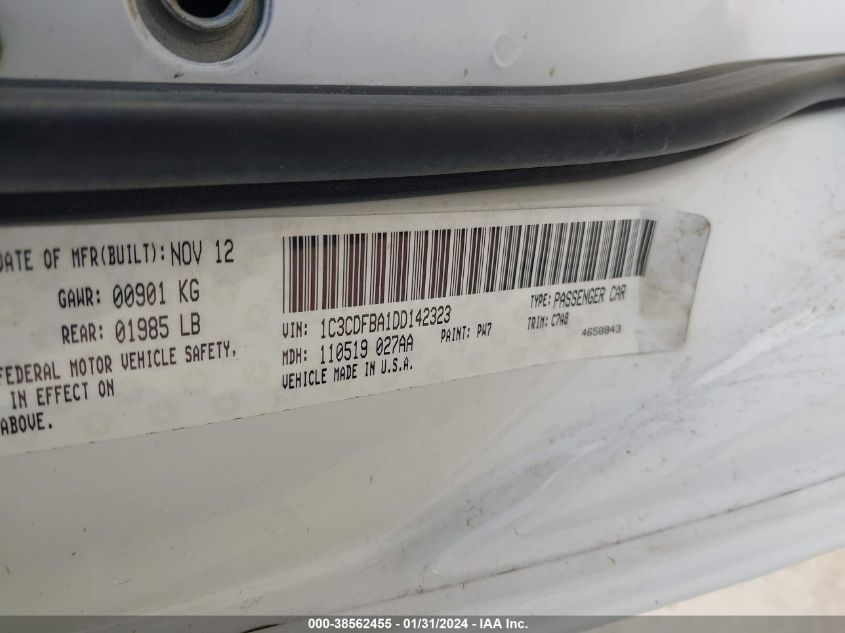 DATE OF MFR(BUILT): NOV 12
GAWR: 00901 KG
REAR: 01985 LB
FEDERAL MOTOR VEHICLE SAFETY,
IN EFFECT ON
ABOVE.
VIN: 1C3CDFBA1DD142323
TYPE: PASSENGER CAR
MDH: 110519 027AA
PAINT: PW7
TRIM: C7A8
VEHICLE MADE IN U.S.A.
4658843
000-38562455 - 01/31/2024 - IAA Inc.